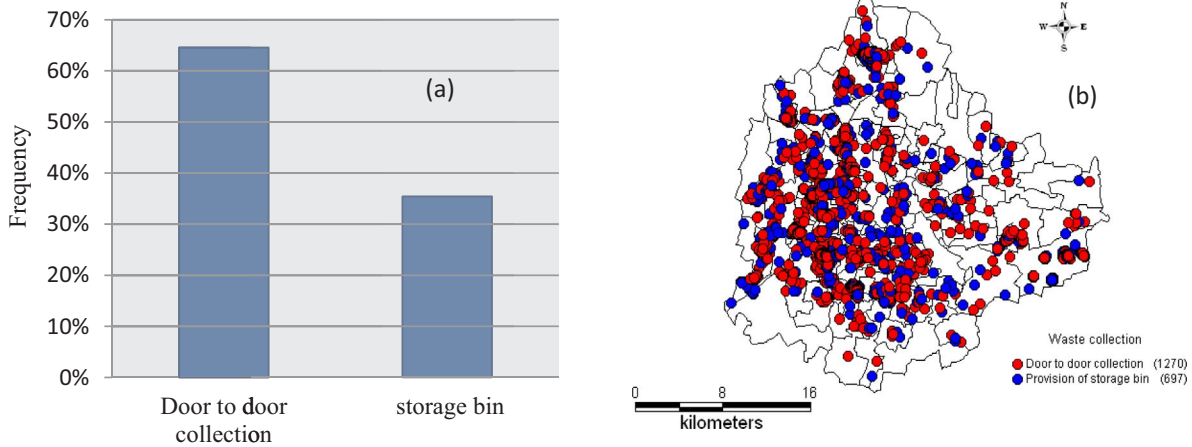 70%
60%
50%
40%
30%
20%
10%
0%
Frequency
(a)
Door to door
collection
storage bin
N
W E
S
(b)
Waste collection
Door to door collection (1270)
Provision of storage bin (697)
0 8 16
kilometers